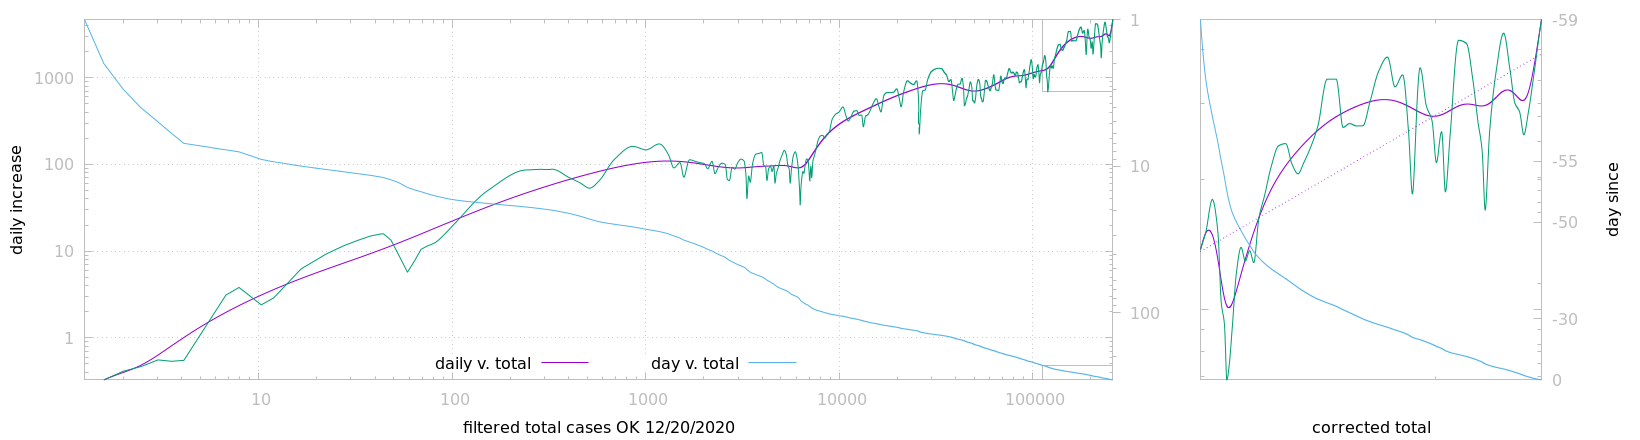 1
-59
1000
daily increase
100
10
-55
-50
day since
10
1
100
-30
daily v. total
day v. total
0
10
100
1000
10000
100000
filtered total cases OK 12/20/2020
corrected total